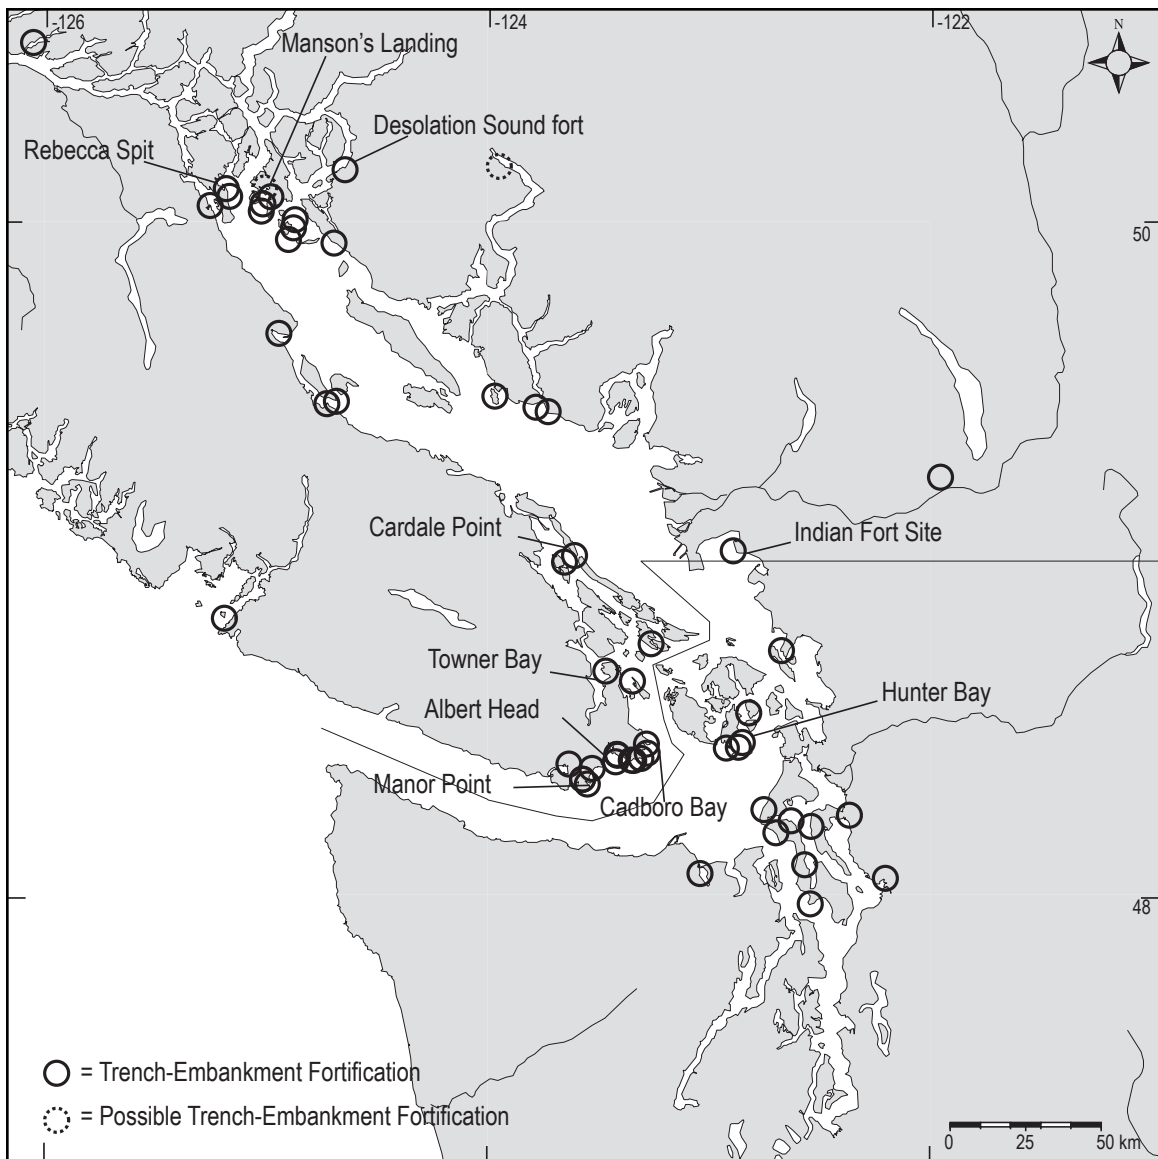 -126
-124
-122
N
Manson's Landing
Desolation Sound fort
Rebecca Spit
50
Cardale Point
Indian Fort Site
Towner Bay
Hunter Bay
Albert Head
Manor Point
Cadboro Bay
48
= Trench-Embankment Fortification
= Possible Trench-Embankment Fortification
0 25 50 km